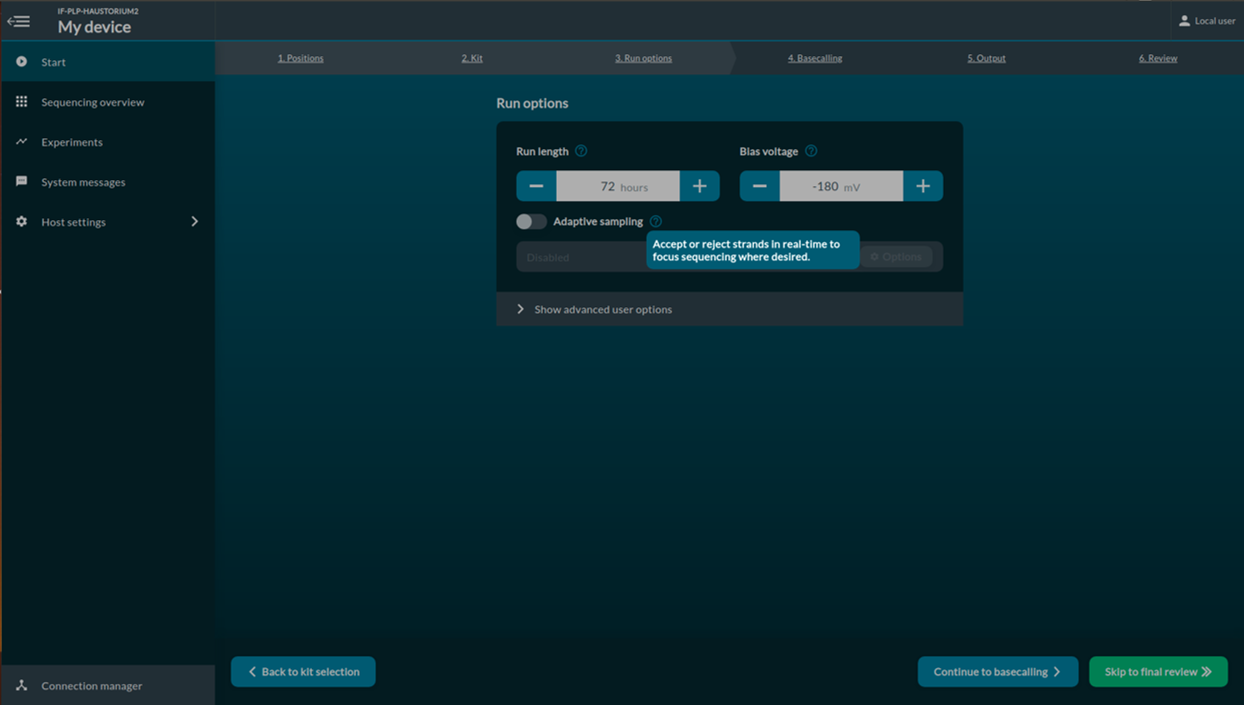 IF-PLP-HAUSTORIUM2
My device
Local user
Start
Sequencing overview
Experiments
System messages
Host settings
Connection manager
1. Positions
2. Kit
3. Run options
4. Basecalling
5. Output
6. Review
Run options
Run length
Bias voltage
72 hours
-180 mV
Adaptive sampling
Accept or reject strands in real-time to
focus sequencing where desired.
Disabled
Options
Show advanced user options
Back to kit selection
Continue to basecalling
Skip to final review